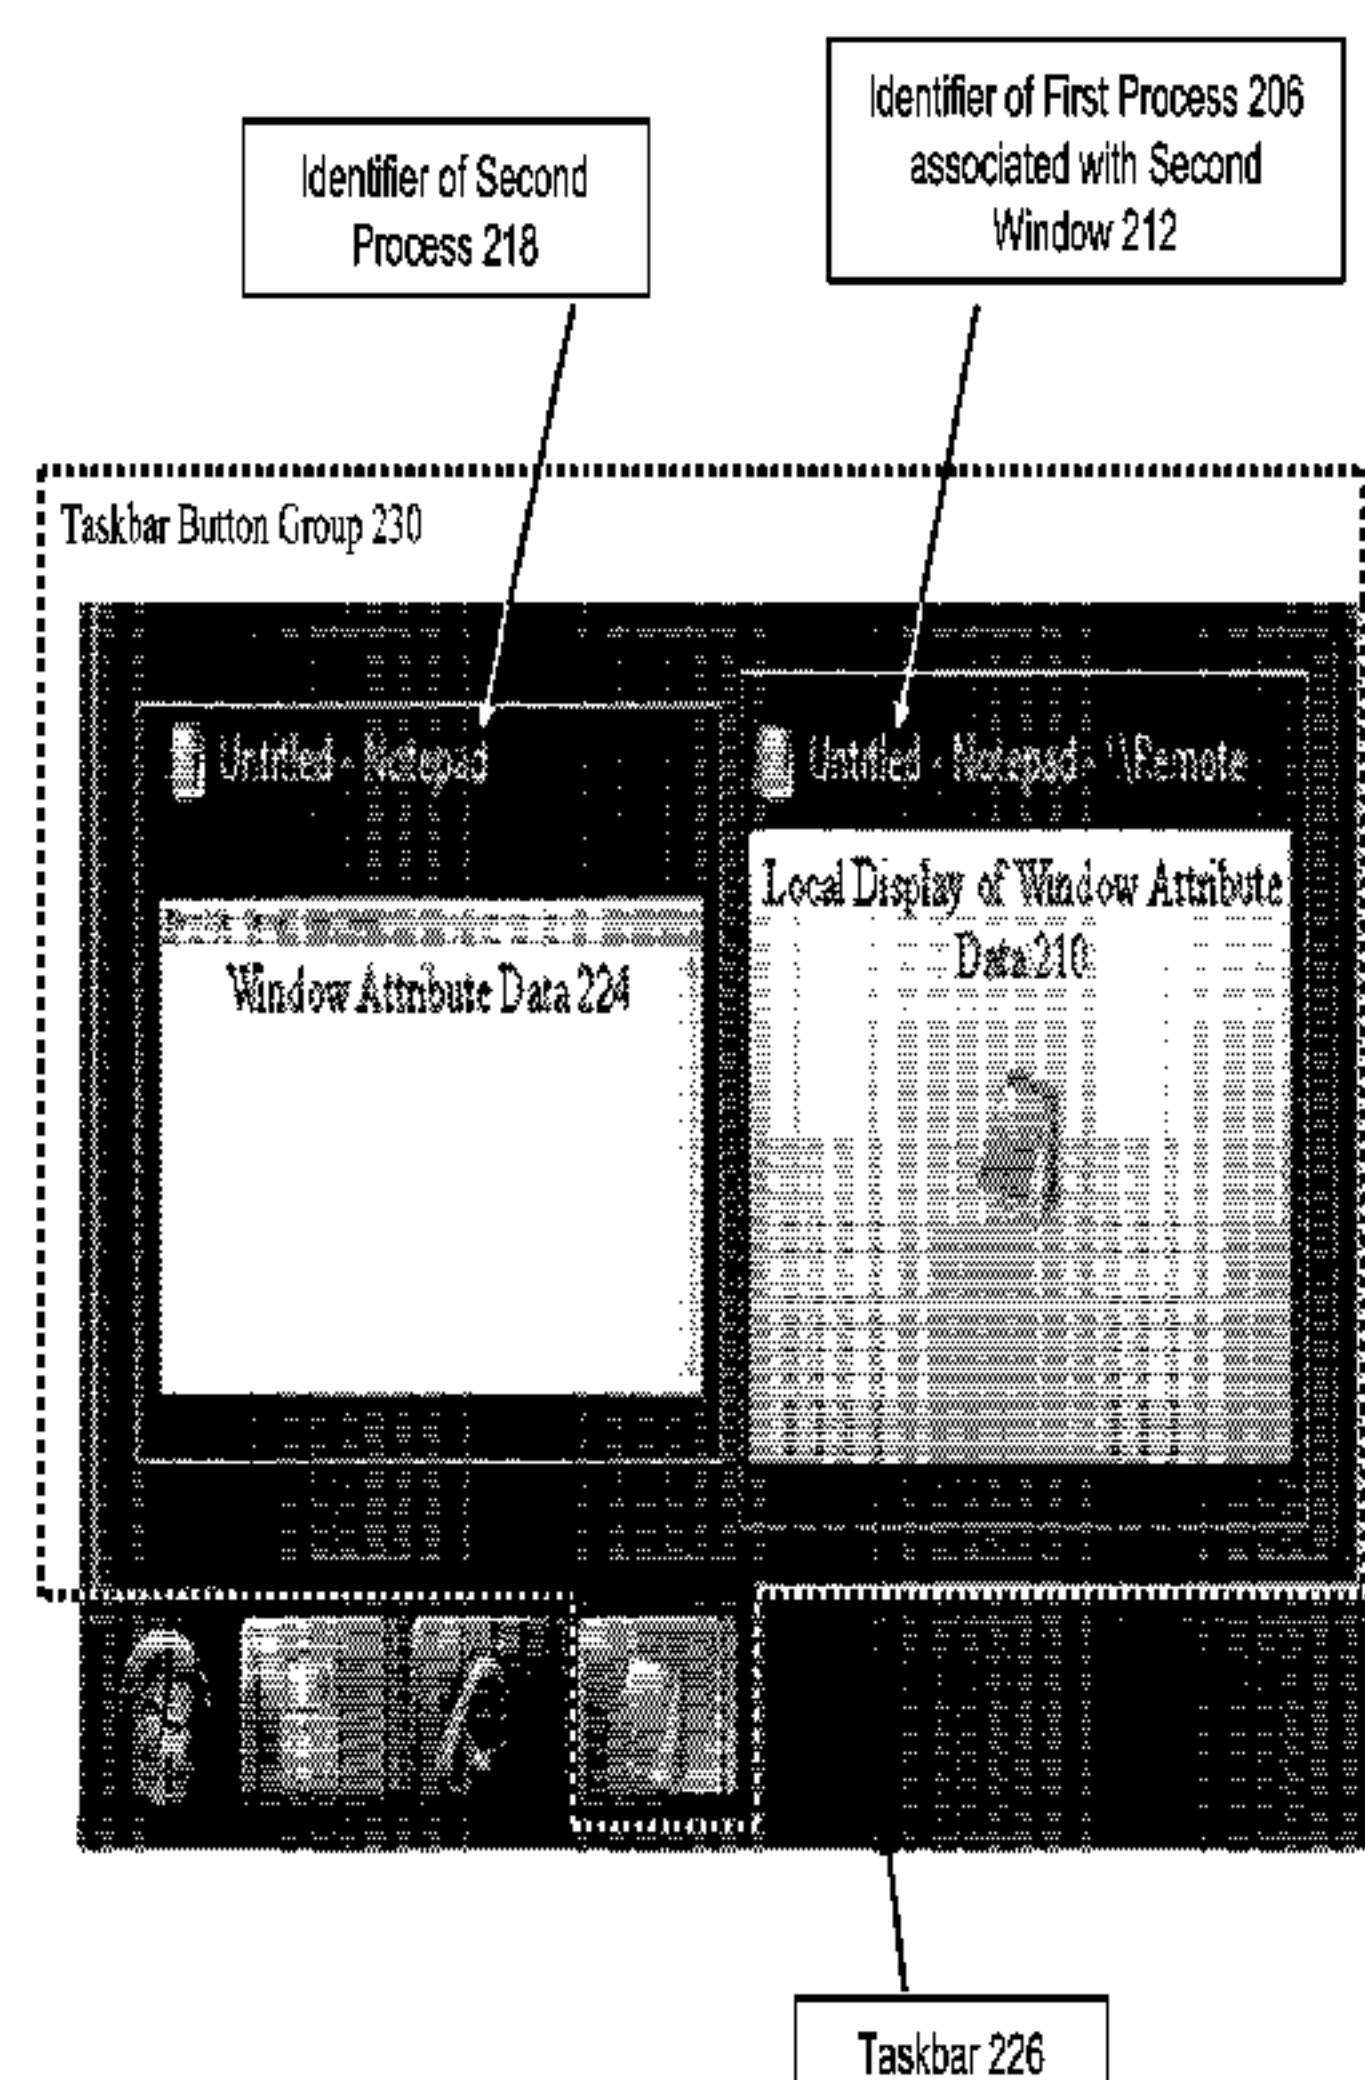 Identifier of First Process 206
associated with Second
Window 212
Identifier of Second
Process 218
Taskbar Button Group 230
Untitled - Notepad
Untitled - Notepad - \\Remote
Local Display of Window Attribute
Data 210
Window Attribute Data 224
Taskbar 226